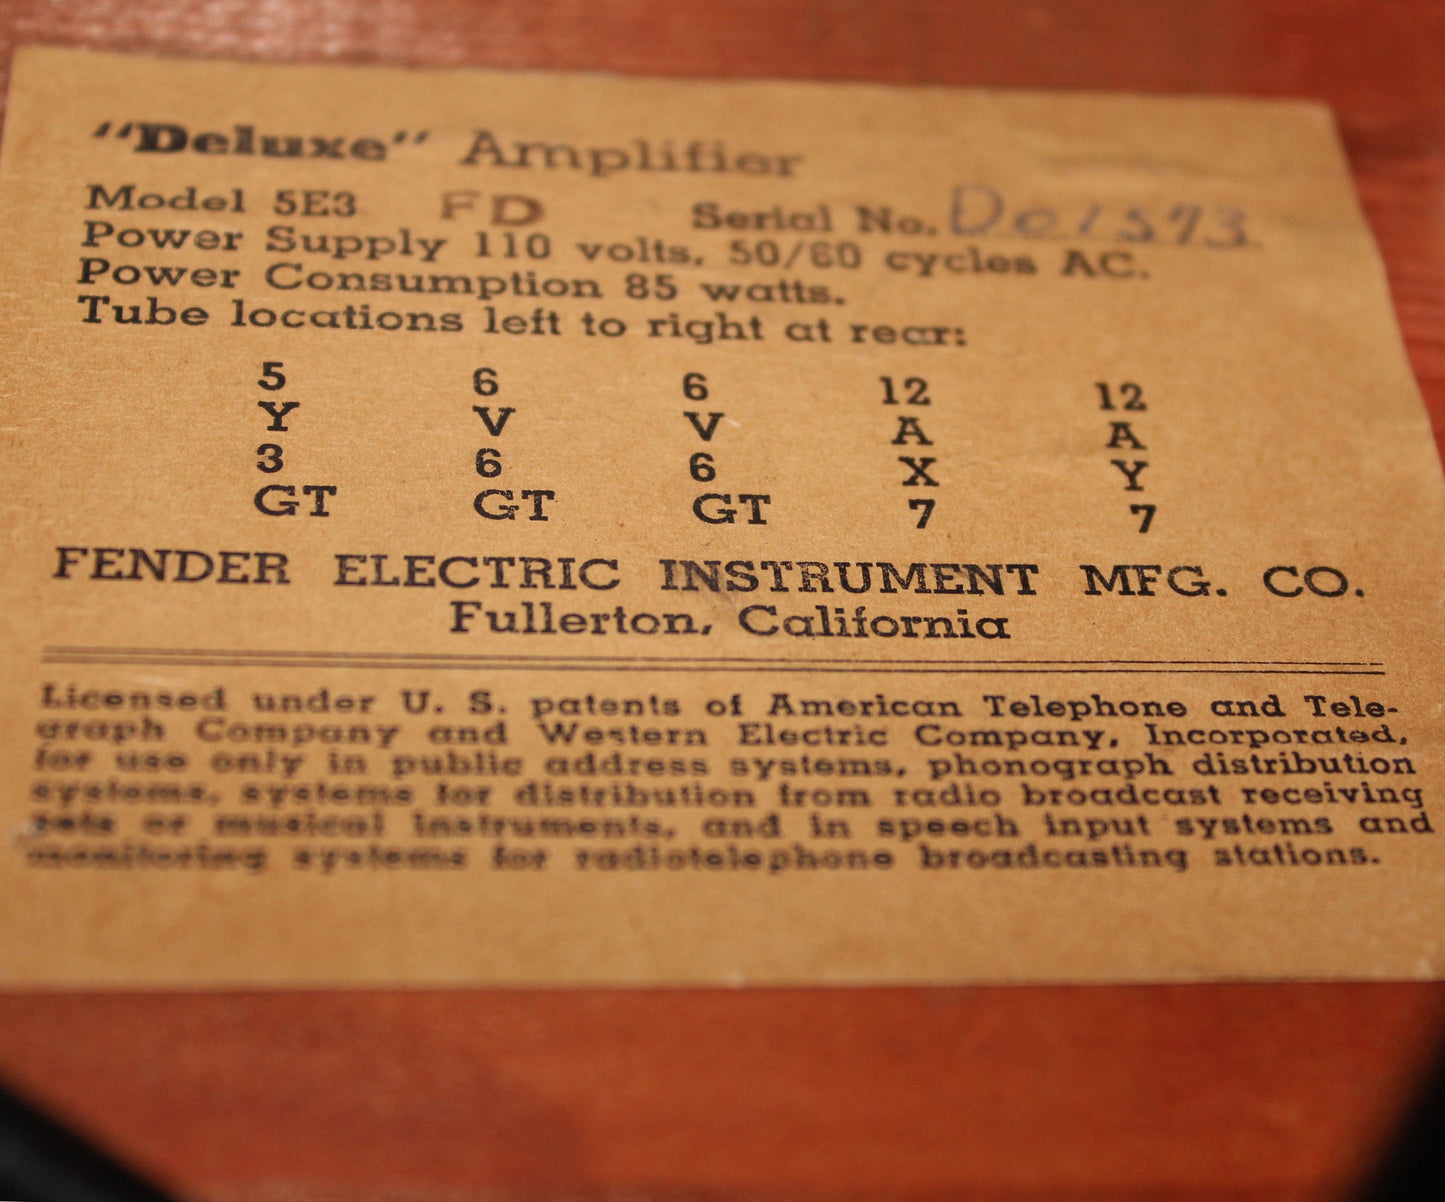 "Deluxe" Amplifier
Model 5E3 FD Serial No. D01573
Power Supply 110 volts, 50/60 cycles AC.
Power Consumption 85 watts.
Tube locations left to right at rear:
5 6 6 12 12
Y V V A A
3 6 6 X Y
GT GT GT 7 7
FENDER ELECTRIC INSTRUMENT MFG. CO.
Fullerton, California
Licensed under U. S. patents of American Telephone and Tele-
graph Company and Western Electric Company, Incorporated,
for use only in public address systems, phonograph distribution
systems, systems for distribution from radio broadcast receiving
sets or musical instruments, and in speech input systems and
monitoring systems for radiotelephone broadcasting stations.